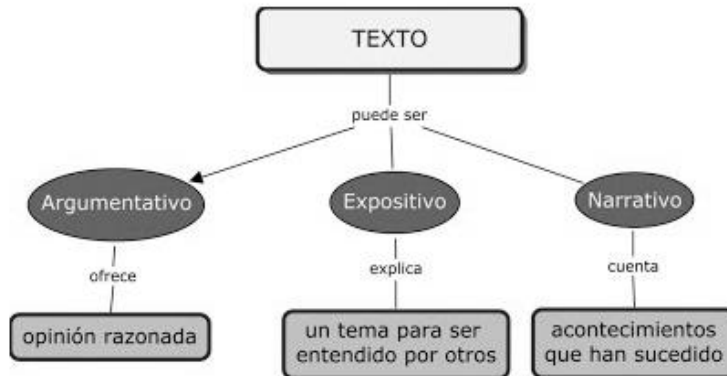 TEXTO
puede ser
Argumentativo
Expositivo
Narrativo
ofrece
explica
cuenta
opinión razonada
un tema para ser
entendido por otros
acontecimientos
que han sucedido